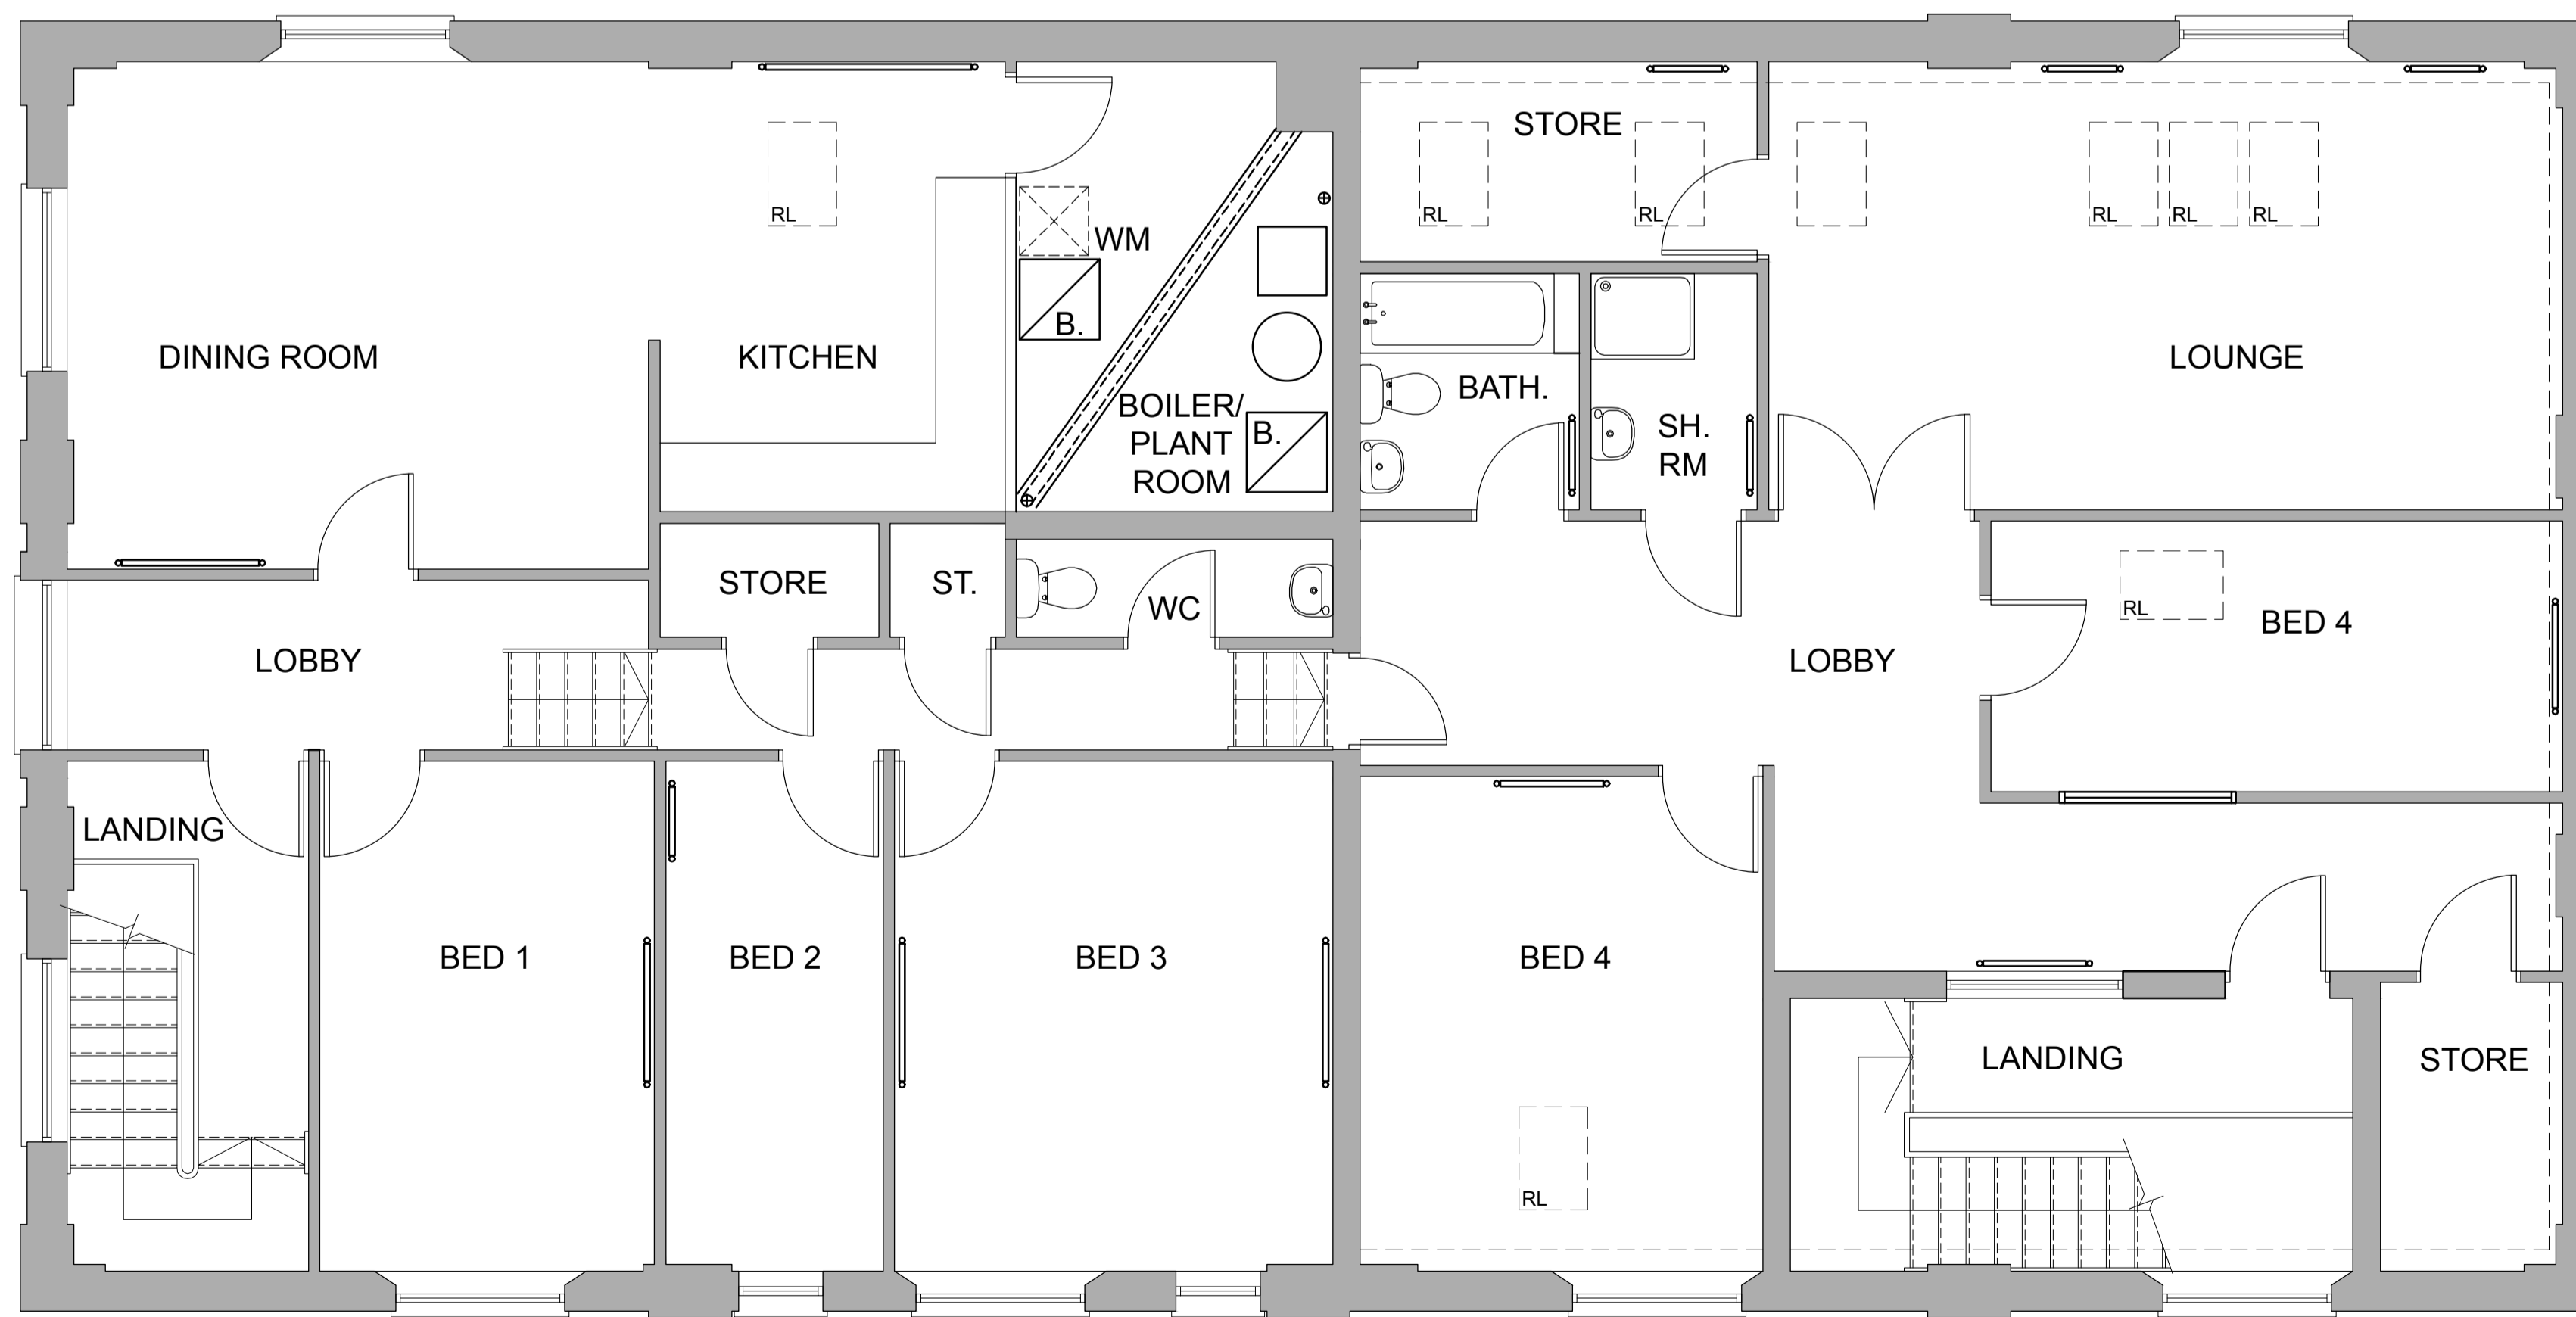 STORE
RL
RL
RL
RL
RL
RL
WM
B.
DINING ROOM
KITCHEN
LOUNGE
BATH.
BOILER/
PLANT
ROOM
B.
SH.
RM
STORE
ST.
WC
RL
BED 4
LOBBY
LOBBY
LANDING
BED 1
BED 2
BED 3
BED 4
LANDING
STORE
RL